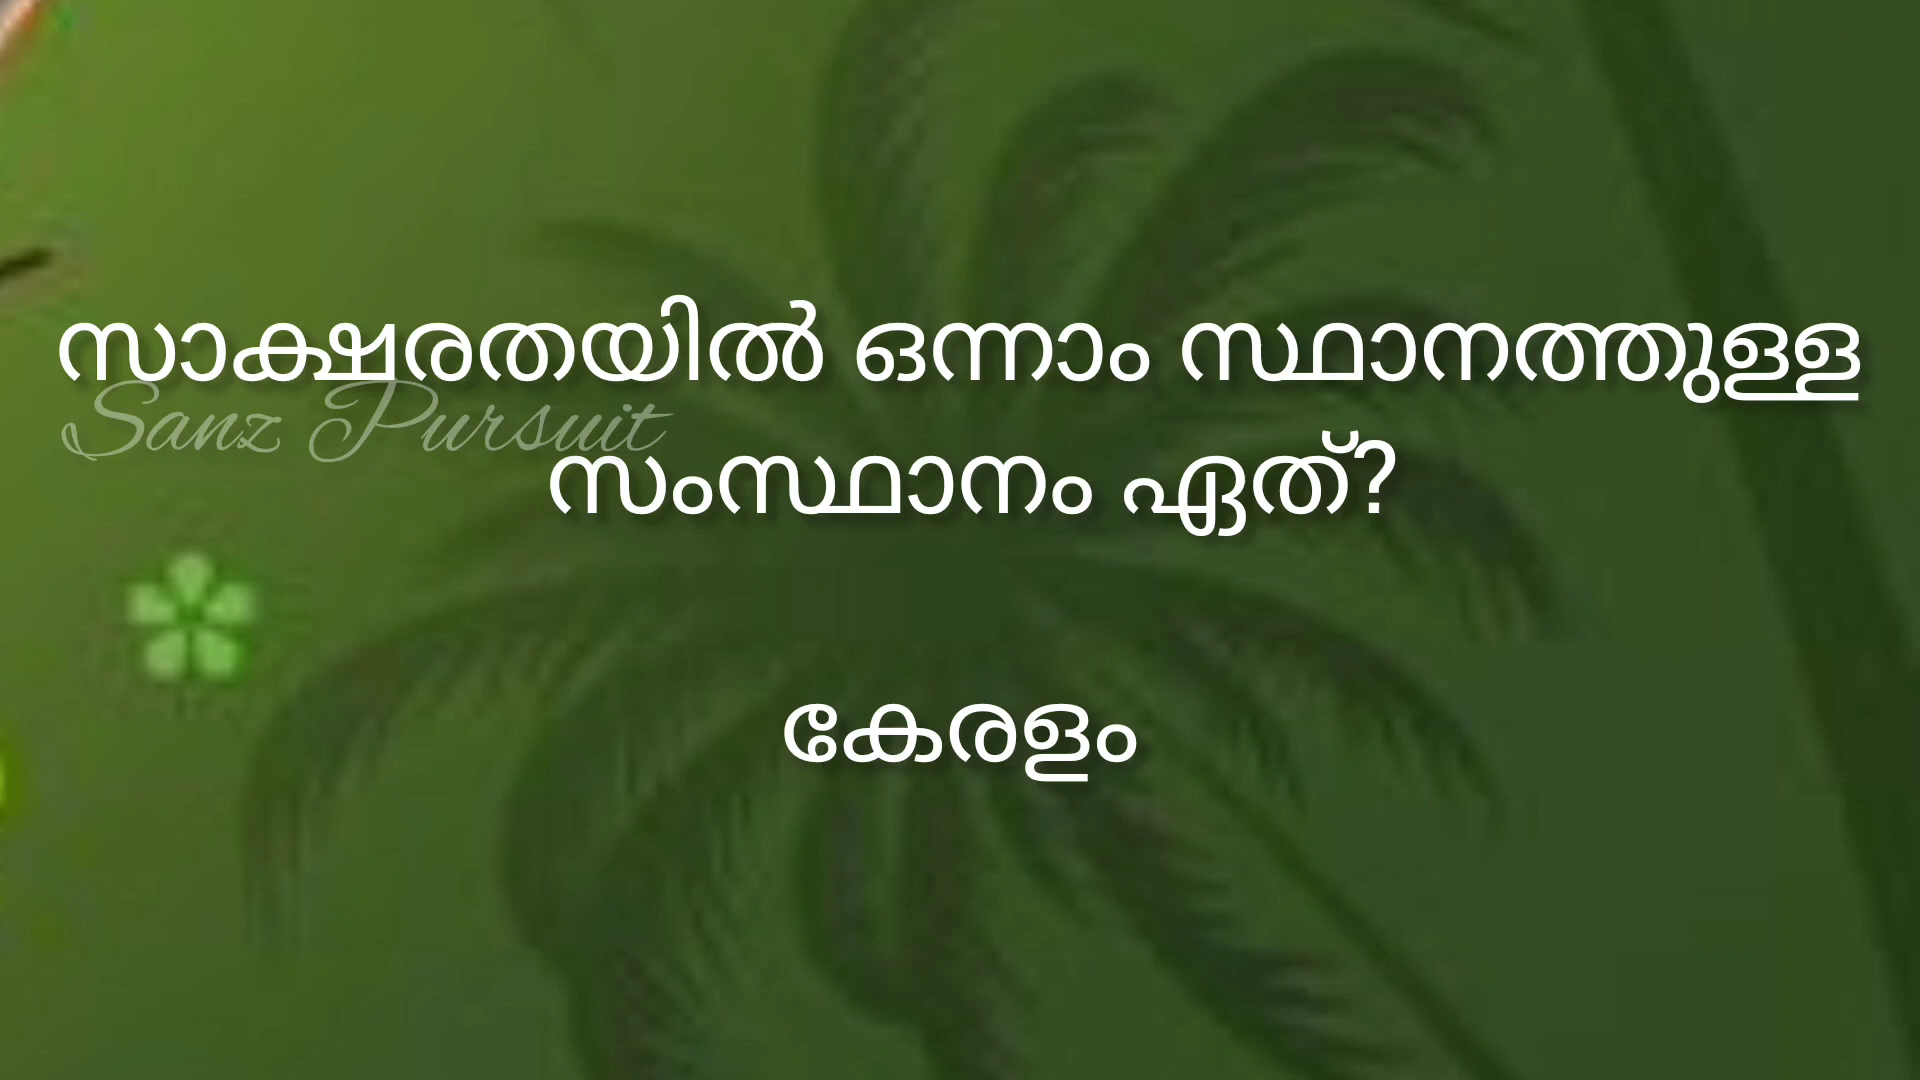 സാക്ഷരതയിൽ ഒന്നാം സ്ഥാനത്തുള്ള
Sanz Pursuit
സംസ്ഥാനം ഏത്?
കേരളം